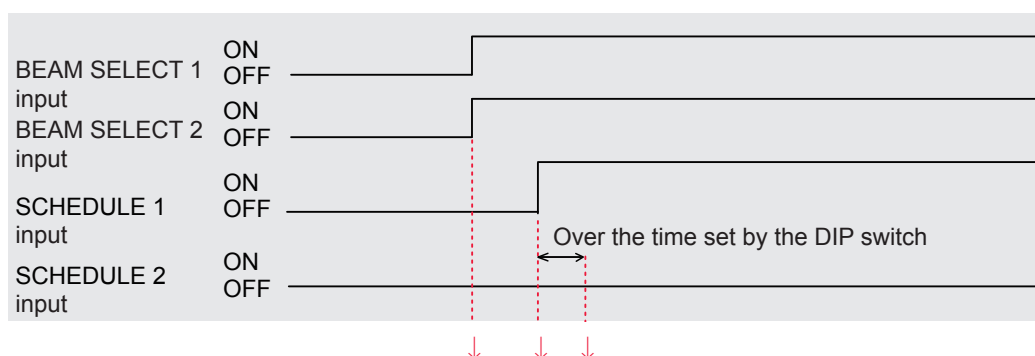 BEAM SELECT 1
input
ON
OFF
BEAM SELECT 2
input
ON
OFF
SCHEDULE 1
input
ON
OFF
Over the time set by the DIP switch
SCHEDULE 2
input
ON
OFF